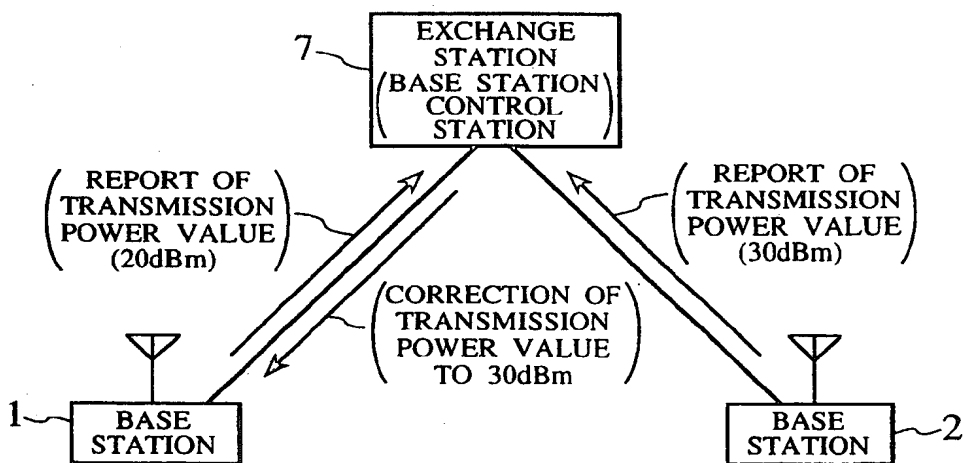 7
EXCHANGE
STATION
(BASE STATION
CONTROL
STATION)
(REPORT OF
TRANSMISSION
POWER VALUE
(20dBm))
(REPORT OF
TRANSMISSION
POWER VALUE
(30dBm))
(CORRECTION OF
TRANSMISSION
POWER VALUE
TO 30dBm)
1
BASE
STATION
BASE
STATION
2